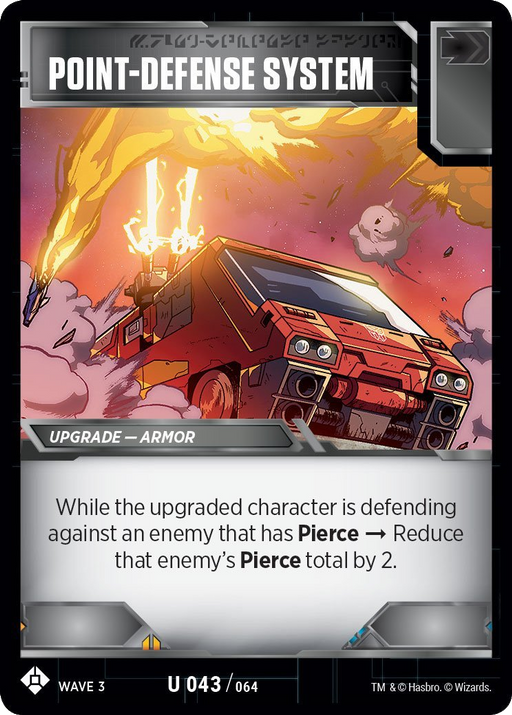 POINT-DEFENSE SYSTEM
UPGRADE — ARMOR
While the upgraded character is defending
against an enemy that has Pierce → Reduce
that enemy's Pierce total by 2.
WAVE 3
U 043 / 064
TM & © Hasbro. © Wizards.